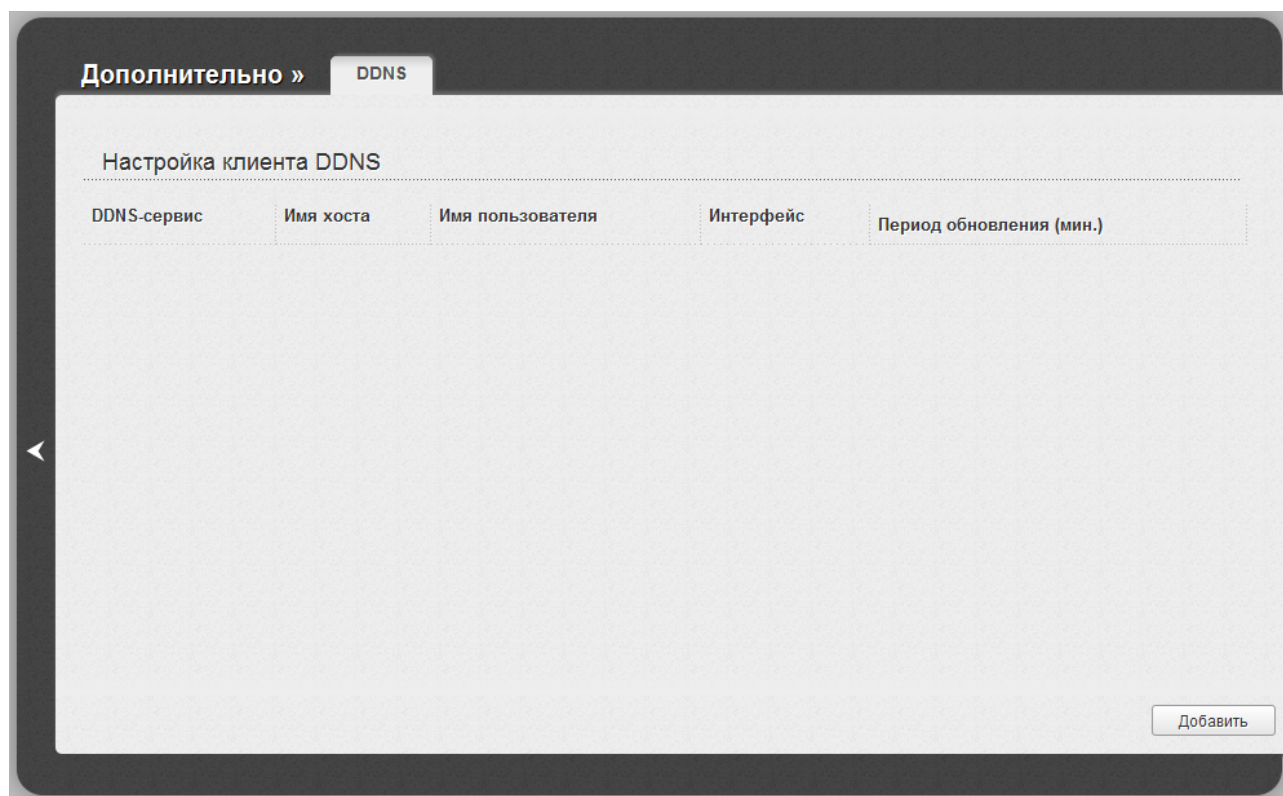 Дополнительно » DDNS
Настройка клиента DDNS
DDNS-сервис Имя хоста Имя пользователя Интерфейс Период обновления (мин.)
Добавить